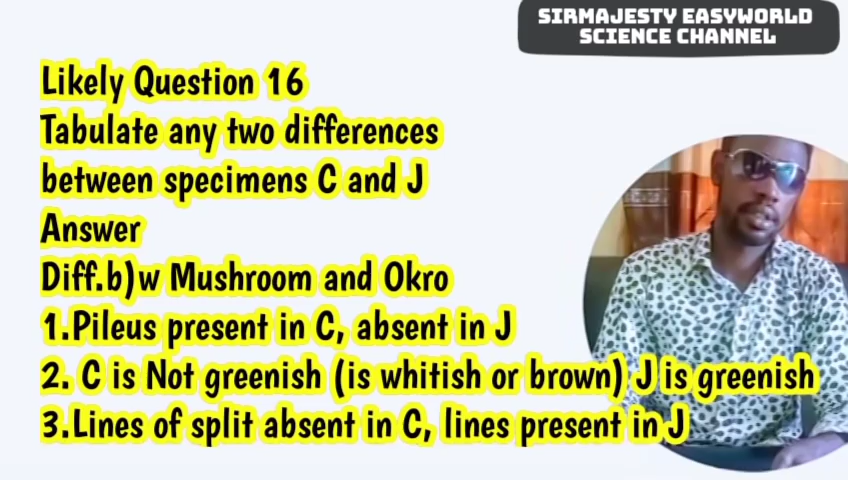 SIRMAJESTY EASYWORLD
SCIENCE CHANNEL
Likely Question 16
Tabulate any two differences
between specimens C and J
Answer
Diff.b)w Mushroom and Okro
1.Pileus present in C, absent in J
2. C is Not greenish (is whitish or brown) J is greenish
3.Lines of split absent in C, lines present in J